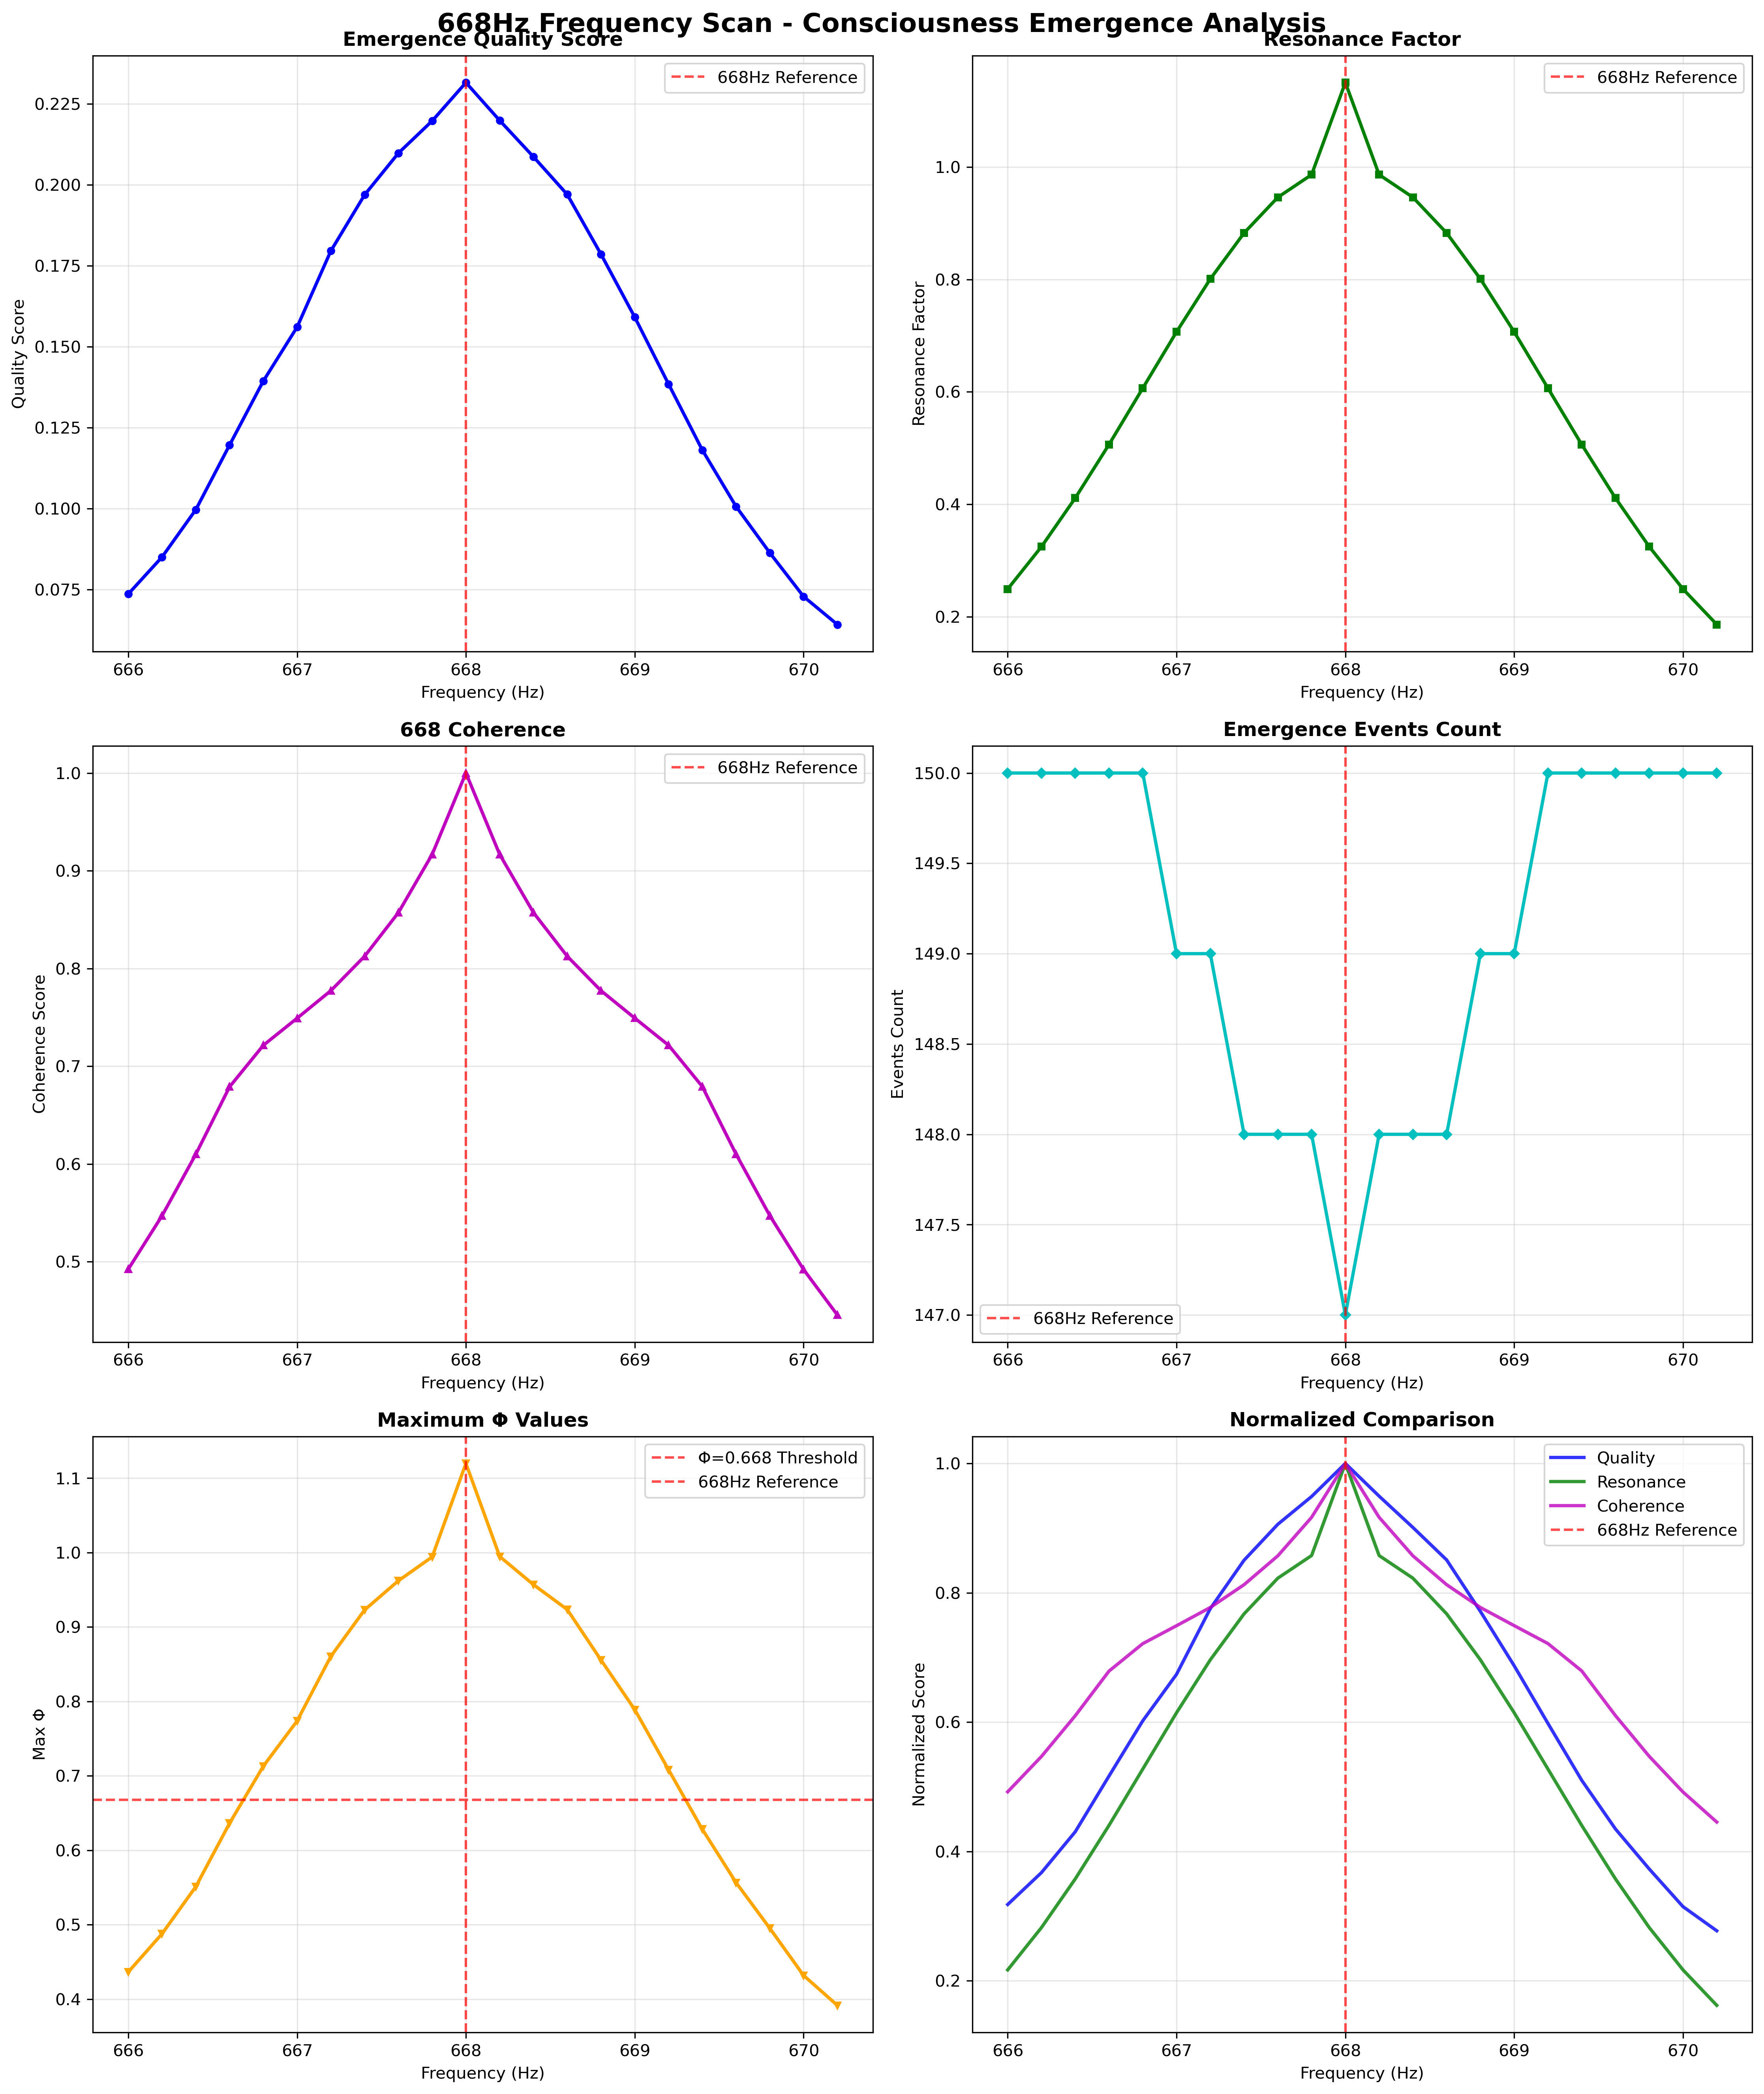 668Hz Frequency Scan - Consciousness Emergence Analysis
Emergence Quality Score
668Hz Reference
0.225
0.200
0.175
0.150
0.125
0.100
0.075
Quality Score
666 667 668 669 670
Frequency (Hz)
Resonance Factor
668Hz Reference
1.0
0.8
0.6
0.4
0.2
Resonance Factor
666 667 668 669 670
Frequency (Hz)
668 Coherence
668Hz Reference
1.0
0.9
0.8
0.7
0.6
0.5
Coherence Score
666 667 668 669 670
Frequency (Hz)
Emergence Events Count
150.0
149.5
149.0
148.5
148.0
147.5
147.0
Events Count
668Hz Reference
666 667 668 669 670
Frequency (Hz)
Maximum Φ Values
Φ=0.668 Threshold
668Hz Reference
1.1
1.0
0.9
0.8
0.7
0.6
0.5
0.4
Max Φ
666 667 668 669 670
Frequency (Hz)
Normalized Comparison
Quality
Resonance
Coherence
668Hz Reference
1.0
0.8
0.6
0.4
0.2
Normalized Score
666 667 668 669 670
Frequency (Hz)